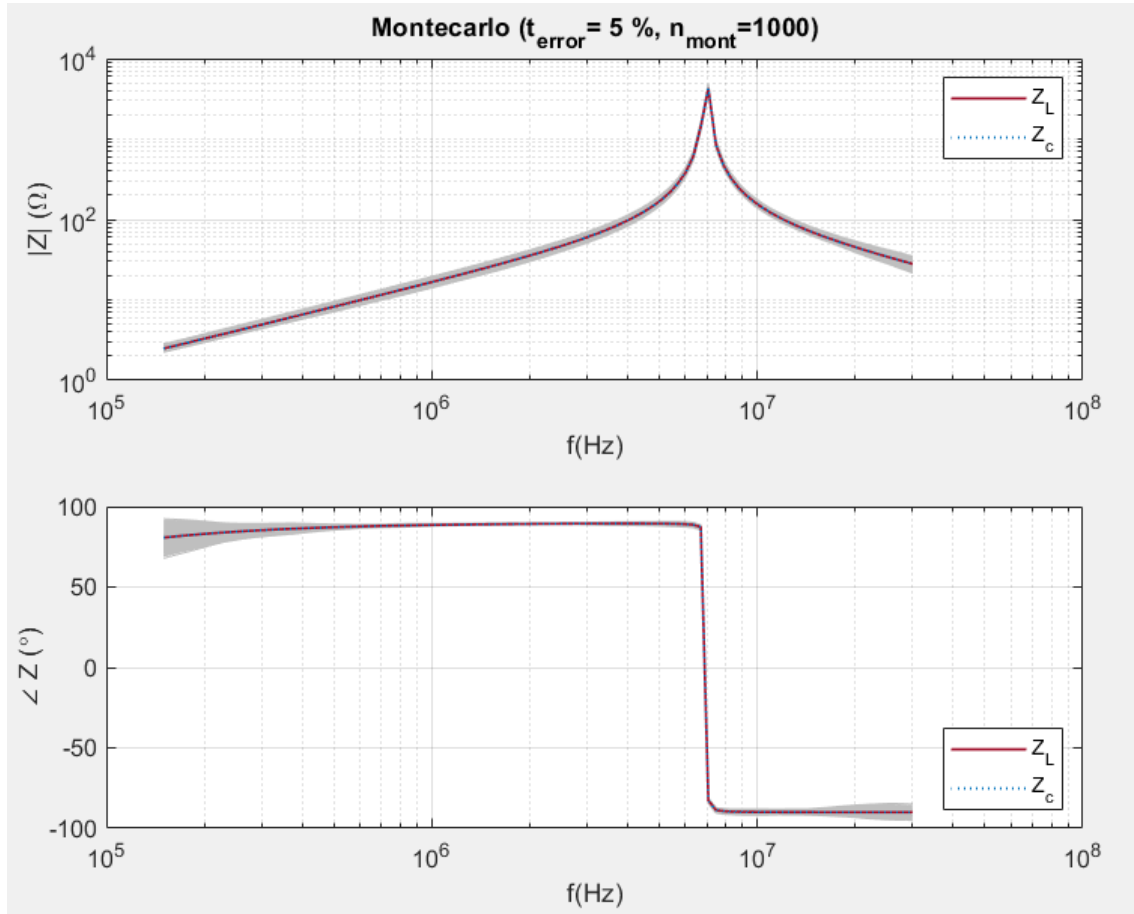 Montecarlo (t_error= 5 %, n_mont=1000)
10^4
10^2
10^0
|Z| (Ω)
10^5
10^6
10^7
10^8
f(Hz)
Z_L
Z_c
100
50
0
-50
-100
∠ Z (°)
10^5
10^6
10^7
10^8
f(Hz)
Z_L
Z_c